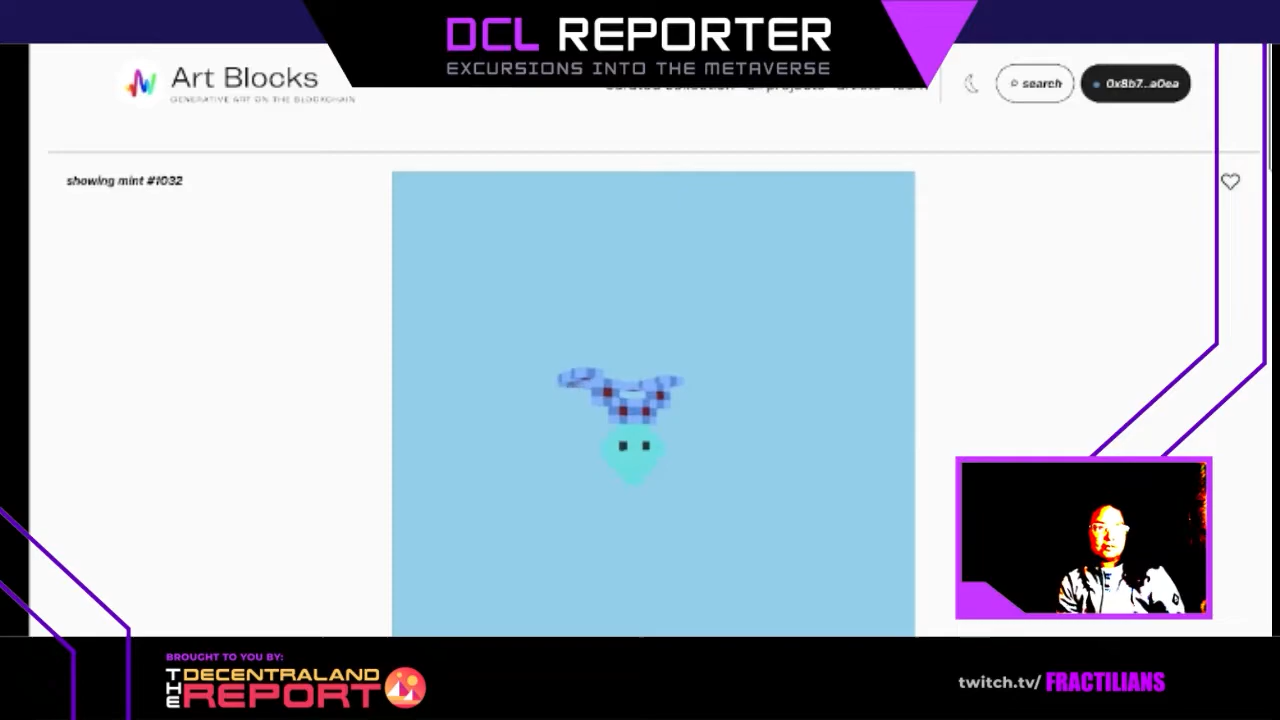 DCL REPORTER
EXCURSIONS INTO THE METAVERSE
Art Blocks
GENERATIVE ART ON THE BLOCKCHAIN
search
0x8b7...a0ea
showing mint #1032
BROUGHT TO YOU BY:
THE DECENTRALAND REPORT
twitch.tv/ FRACTILIANS